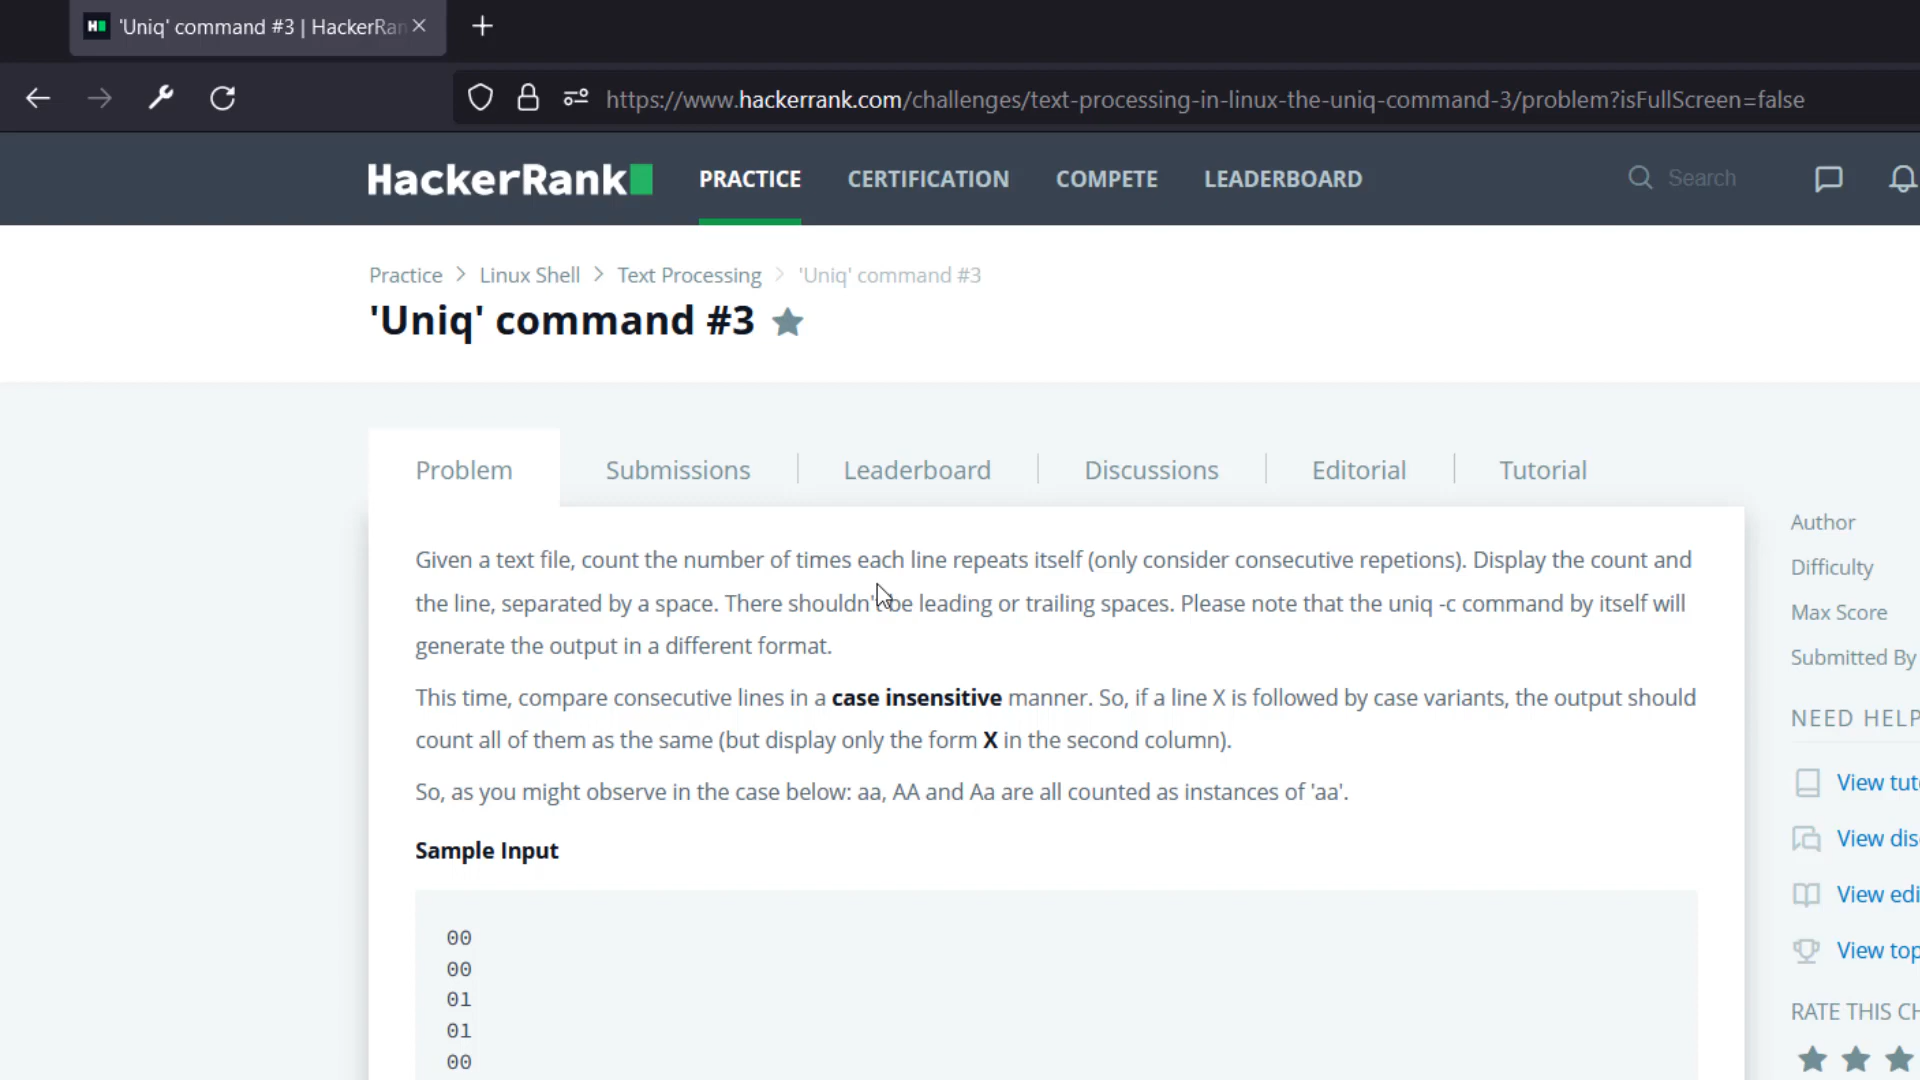 'Uniq' command #3 | HackerRan
https://www.hackerrank.com/challenges/text-processing-in-linux-the-uniq-command-3/problem?isFullScreen=false
HackerRank PRACTICE CERTIFICATION COMPETE LEADERBOARD Search
Practice > Linux Shell > Text Processing > 'Uniq' command #3
'Uniq' command #3
Problem Submissions Leaderboard Discussions Editorial Tutorial
Given a text file, count the number of times each line repeats itself (only consider consecutive repetions). Display the count and
the line, separated by a space. There shouldn't be leading or trailing spaces. Please note that the uniq -c command by itself will
generate the output in a different format.
This time, compare consecutive lines in a case insensitive manner. So, if a line X is followed by case variants, the output should
count all of them as the same (but display only the form X in the second column).
So, as you might observe in the case below: aa, AA and Aa are all counted as instances of 'aa'.
Sample Input
00
00
01
01
00
Author
Difficulty
Max Score
Submitted By
NEED HELP
View tut
View dis
View edi
View top
RATE THIS CH